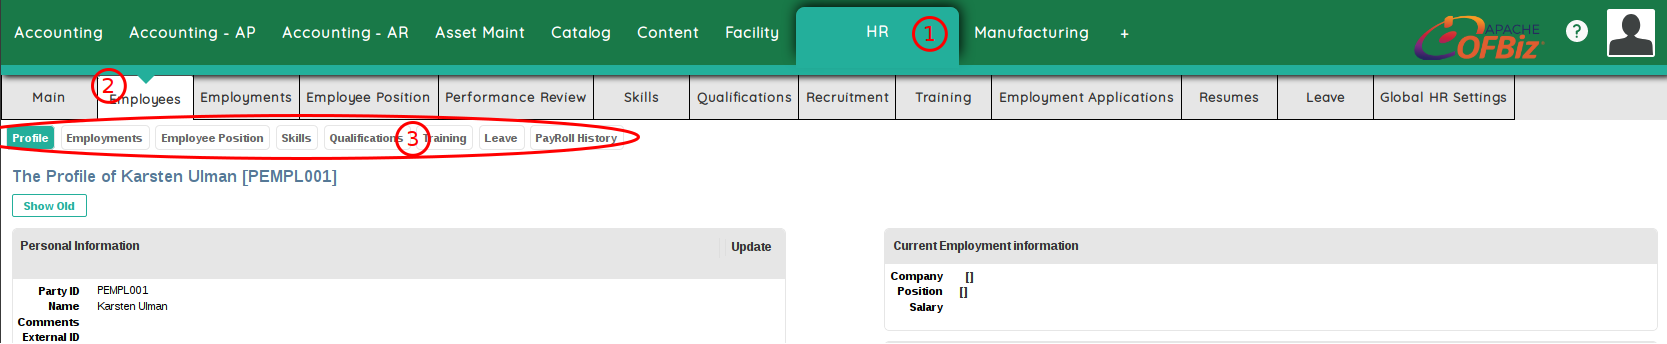 Accounting Accounting - AP Accounting - AR Asset Maint Catalog Content Facility HR 1 Manufacturing + APACHE OFBiz ?
2
Main Employees Employments Employee Position Performance Review Skills Qualifications Recruitment Training Employment Applications Resumes Leave Global HR Settings
Profile Employments Employee Position Skills Qualifications 3 Training Leave PayRoll History
The Profile of Karsten Ulman [PEMPL001]
Show Old
Personal Information Update
Current Employment information
Party ID PEMPL001
Name Karsten Ulman
Comments
External ID
Company []
Position []
Salary